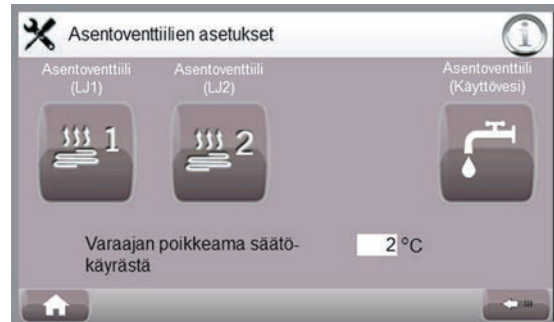 Asentoventtiilien asetukset
Asentoventtiili
(LJ1)
Asentoventtiili
(LJ2)
Asentoventtiili
(Käyttövesi)
1
2
Varaajan poikkeama säätö-
käyrästä
2 °C